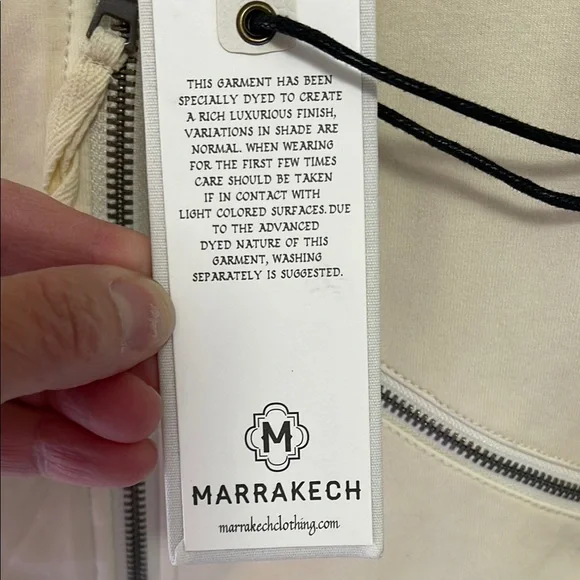 THIS GARMENT HAS BEEN
SPECIALLY DYED TO CREATE
A RICH LUXURIOUS FINISH,
VARIATIONS IN SHADE ARE
NORMAL. WHEN WEARING
FOR THE FIRST FEW TIMES
CARE SHOULD BE TAKEN
IF IN CONTACT WITH
LIGHT COLORED SURFACES. DUE
TO THE ADVANCED
DYED NATURE OF THIS
GARMENT, WASHING
SEPARATELY IS SUGGESTED.
M
MARRAKECH
marrakechclothing.com